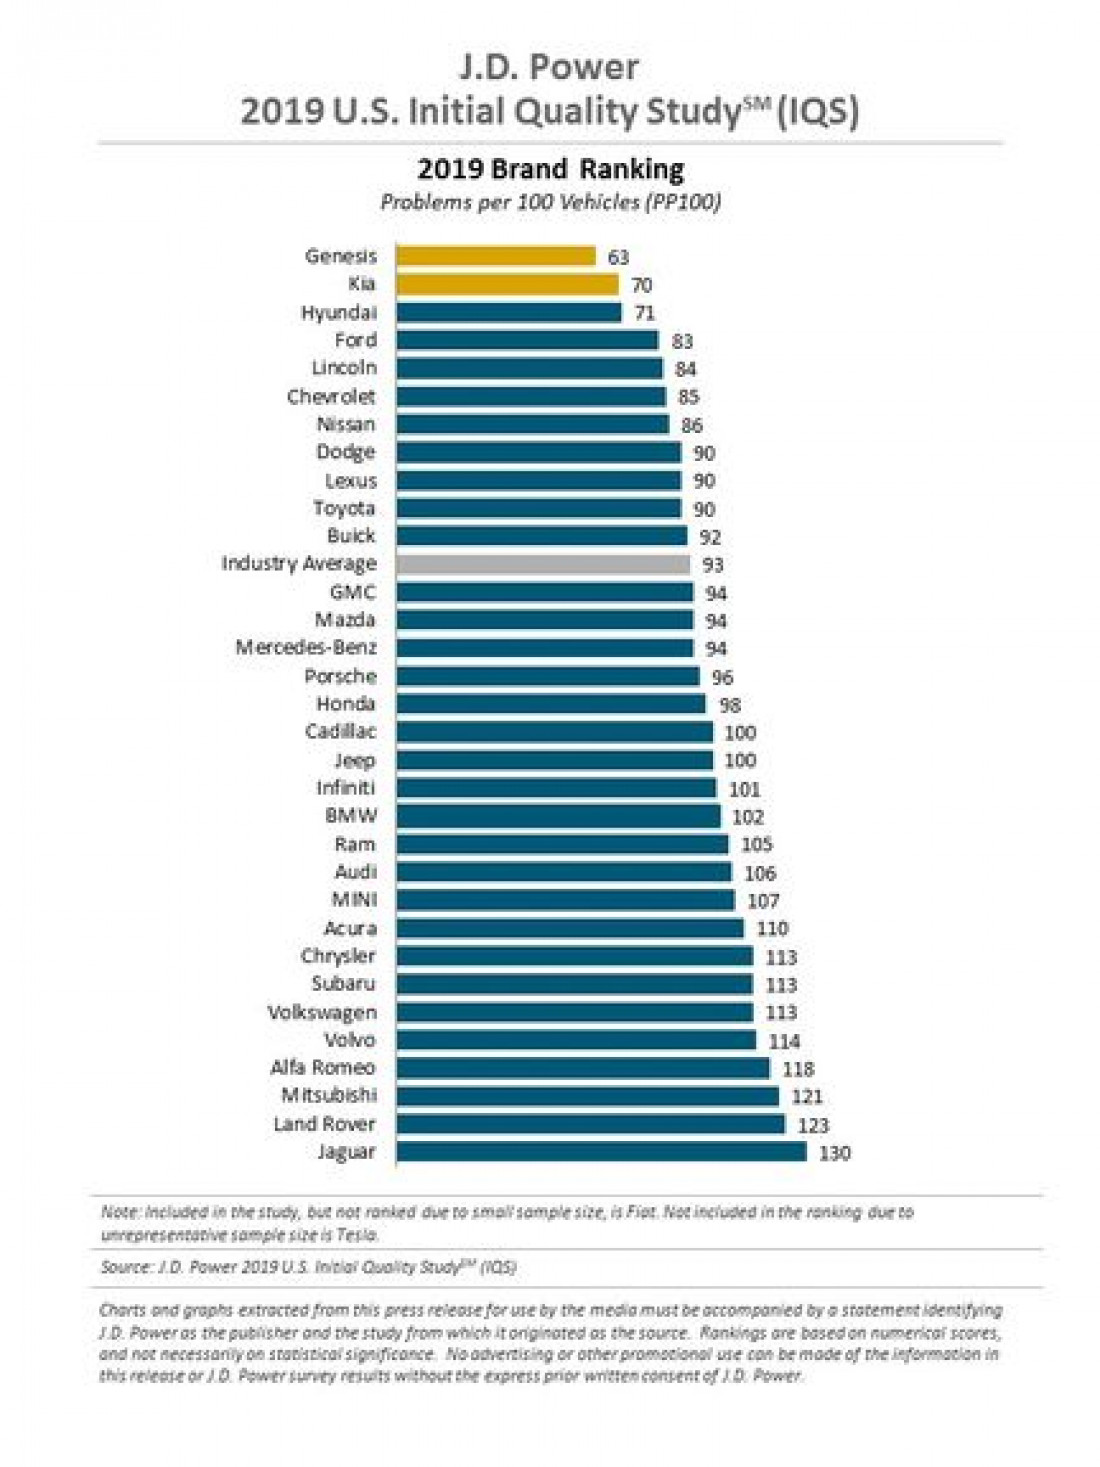 J.D. Power
2019 U.S. Initial Quality StudySM (IQS)
2019 Brand Ranking
Problems per 100 Vehicles (PP100)
Genesis 63
Kia 70
Hyundai 71
Ford 83
Lincoln 84
Chevrolet 85
Nissan 86
Dodge 90
Lexus 90
Toyota 90
Buick 92
Industry Average 93
GMC 94
Mazda 94
Mercedes-Benz 94
Porsche 96
Honda 98
Cadillac 100
Jeep 100
Infiniti 101
BMW 102
Ram 105
Audi 106
MINI 107
Acura 110
Chrysler 113
Subaru 113
Volkswagen 113
Volvo 114
Alfa Romeo 118
Mitsubishi 121
Land Rover 123
Jaguar 130
Note: Included in the study, but not ranked due to small sample size, is Fiat. Not included in the ranking due to
unrepresentative sample size is Tesla.
Source: J.D. Power 2019 U.S. Initial Quality StudySM (IQS)
Charts and graphs extracted from this press release for use by the media must be accompanied by a statement identifying
J.D. Power as the publisher and the study from which it originated as the source. Rankings are based on numerical scores,
and not necessarily on statistical significance. No advertising or other promotional use can be made of the information in
this release or J.D. Power survey results without the express prior written consent of J.D. Power.